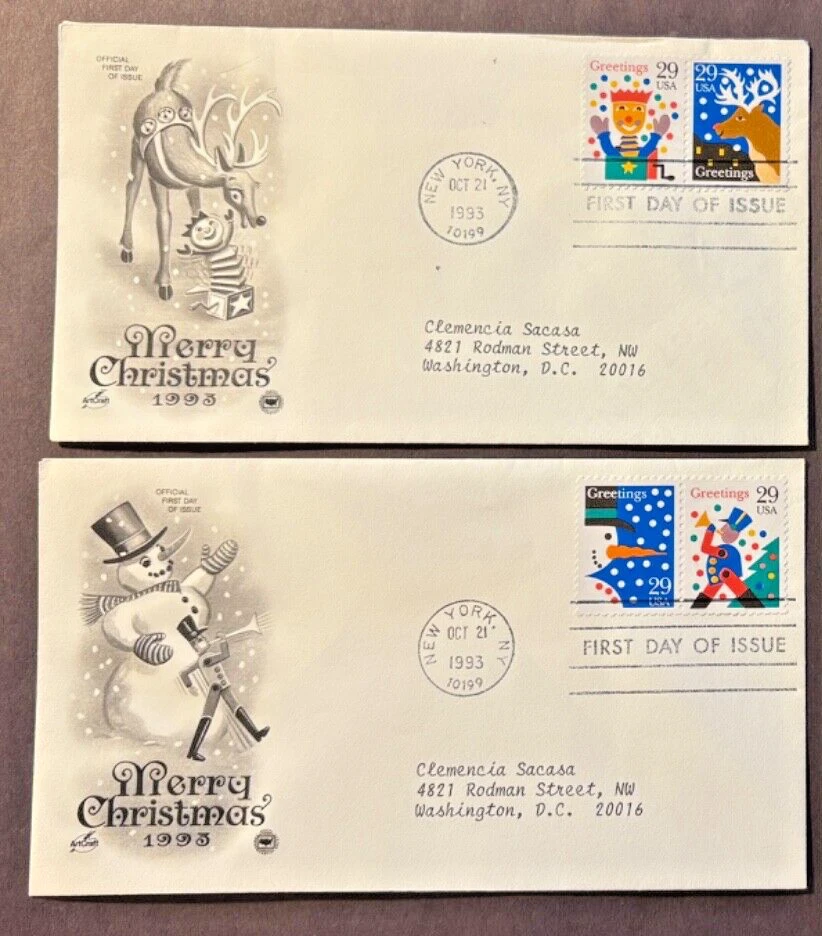 OFFICIAL
FIRST DAY
OF ISSUE
Greetings 29
USA
29
USA
Greetings
NEW YORK, NY
OCT 21
1993
10199
FIRST DAY OF ISSUE
Clemencia Sacasa
4821 Rodman Street, NW
Washington, D.C. 20016
Merry
Christmas
1993
ArtCraft
OFFICIAL
FIRST DAY
OF ISSUE
Greetings
29
USA
Greetings 29
USA
NEW YORK, NY
OCT 21
1993
10199
FIRST DAY OF ISSUE
Clemencia Sacasa
4821 Rodman Street, NW
Washington, D.C. 20016
Merry
Christmas
1993
ArtCraft